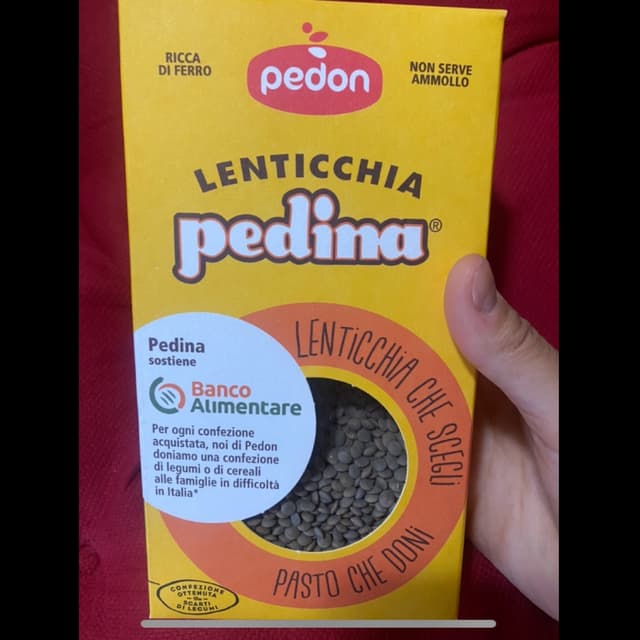 RICCA
DI FERRO
pedon
NON SERVE
AMMOLLO
LENTICCHIA
pedina®
Pedina
sostiene
Banco
Alimentare
Per ogni confezione
acquistata, noi di Pedon
doniamo una confezione
di legumi o di cereali
alle famiglie in difficoltà
in Italia*
LENTICCHIA CHE SCEGLI
PASTO CHE DONI
CONFEZIONE
OTTENUTA
DA
SCARTI
DI LEGUMI